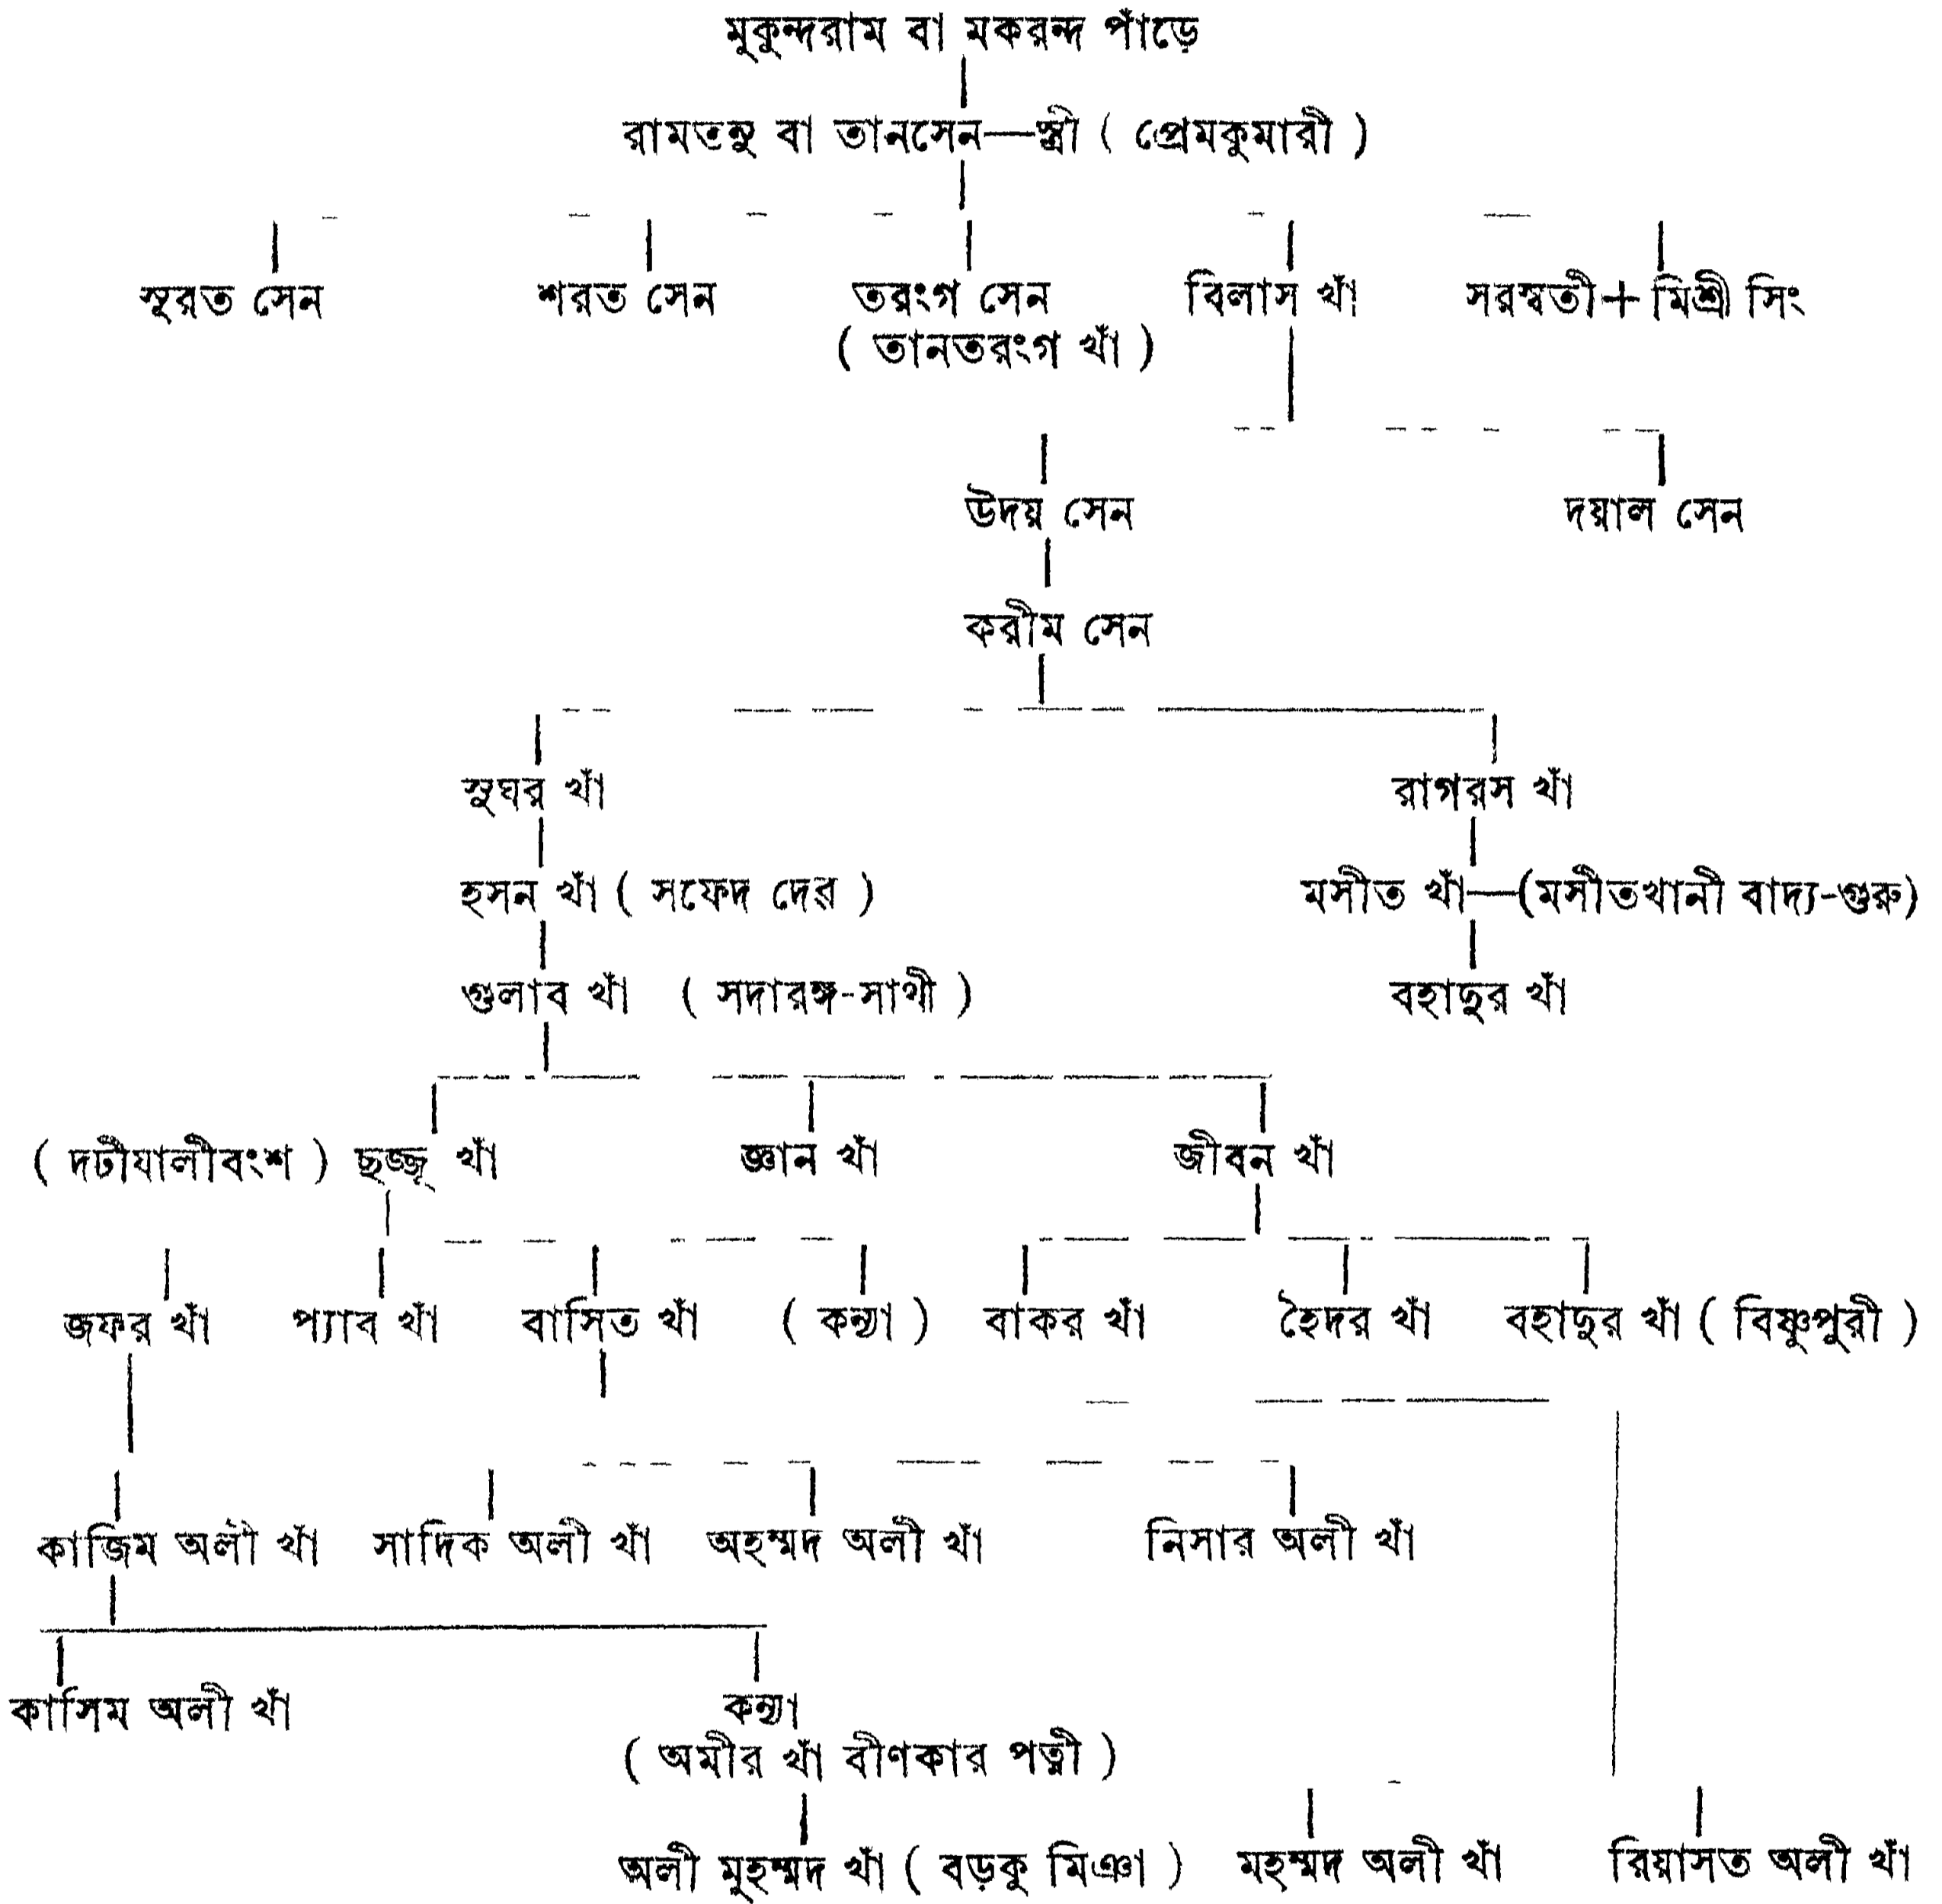 মুকুন্দরাম বা মকরন্দ পাঁড়ে
রামতনু বা তানসেন—স্ত্রী ( প্রেমকুমারী )
সুরত সেন শরত সেন তরংগ সেন বিলাস খাঁ সরস্বতী+মিশ্রী সিং
( তানতরংগ খাঁ )
উদয় সেন দয়াল সেন
করীম সেন
সুঘর খাঁ রাগরস খাঁ
হসন খাঁ ( সফেদ দেৱ ) মসীত খাঁ—(মসীতখানী বাদ্য-গুরু)
গুলাব খাঁ ( সদারঙ্গ-সাথী ) বহাদুর খাঁ
( দটীযালীবংশ ) ছজ্জূ খাঁ জ্ঞান খাঁ জীবন খাঁ
জফর খাঁ প্যাব খাঁ বাসিত খাঁ ( কন্যা ) বাকর খাঁ হৈদর খাঁ বহাদুর খাঁ ( বিষ্ণুপুরী )
কাজিম অলী খাঁ সাদিক অলী খাঁ অহম্মদ অলী খাঁ নিসার অলী খাঁ
কাসিম অলী খাঁ কন্যা
( অমীর খাঁ বীণকার পত্নী )
অলী মুহম্মদ খাঁ ( বড়কু মিঞা ) মহম্মদ অলী খাঁ রিয়াসত অলী খাঁ